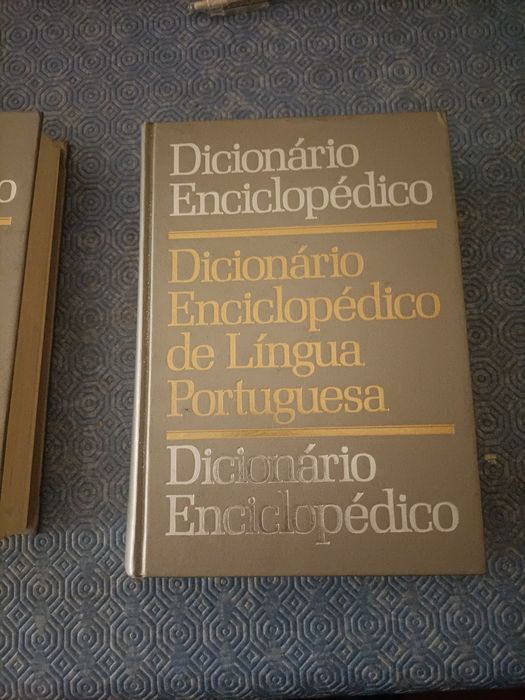 o
Dicionário
Enciclopédico
Dicionário
Enciclopédico
de Língua
Portuguesa
Dicionário
Enciclopédico